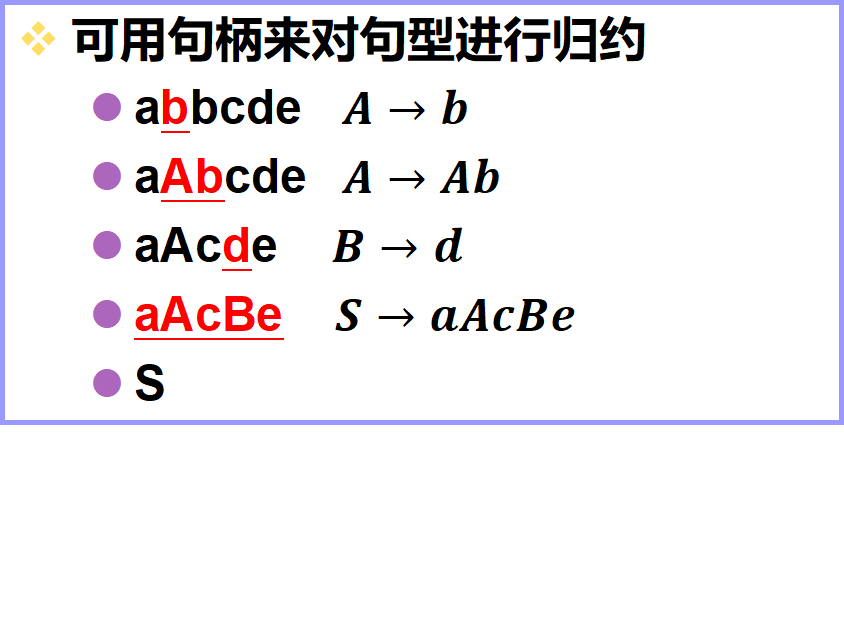 可用句柄来对句型进行归约
abbcde A → b
aAbcde A → Ab
aAcde B → d
aAcBe S → aAcBe
S